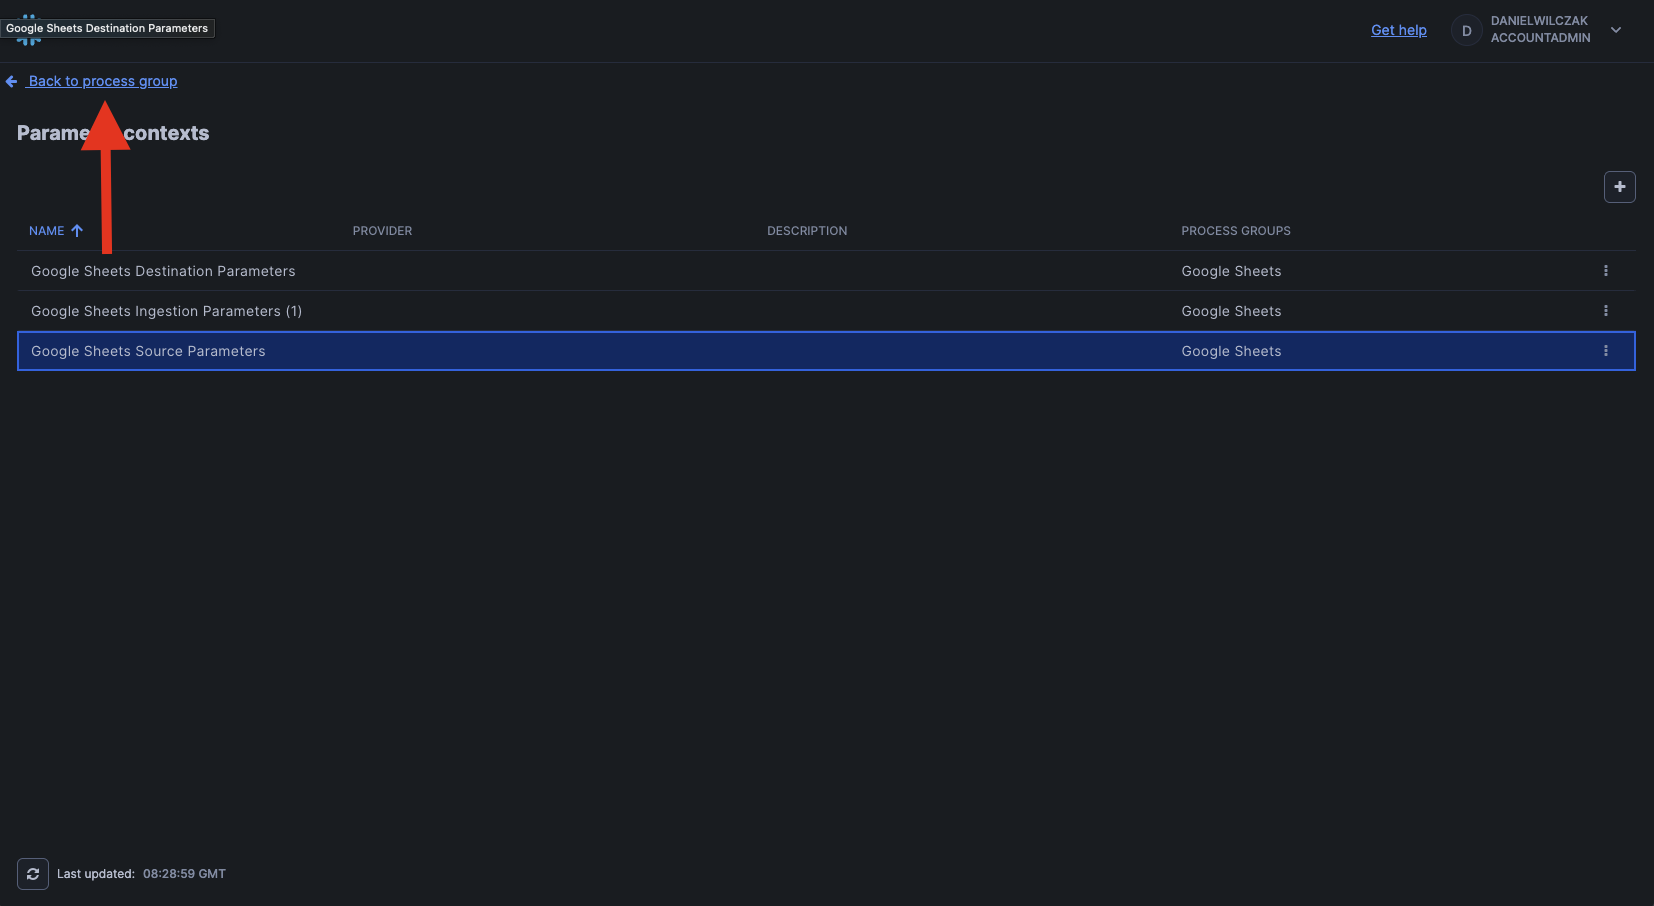 Google Sheets Destination Parameters
Get help
D
DANIELWILCZAK
ACCOUNTADMIN
Back to process group
Parame contexts
NAME
PROVIDER
DESCRIPTION
PROCESS GROUPS
Google Sheets Destination Parameters
Google Sheets
Google Sheets Ingestion Parameters (1)
Google Sheets
Google Sheets Source Parameters
Google Sheets
Last updated: 08:28:59 GMT